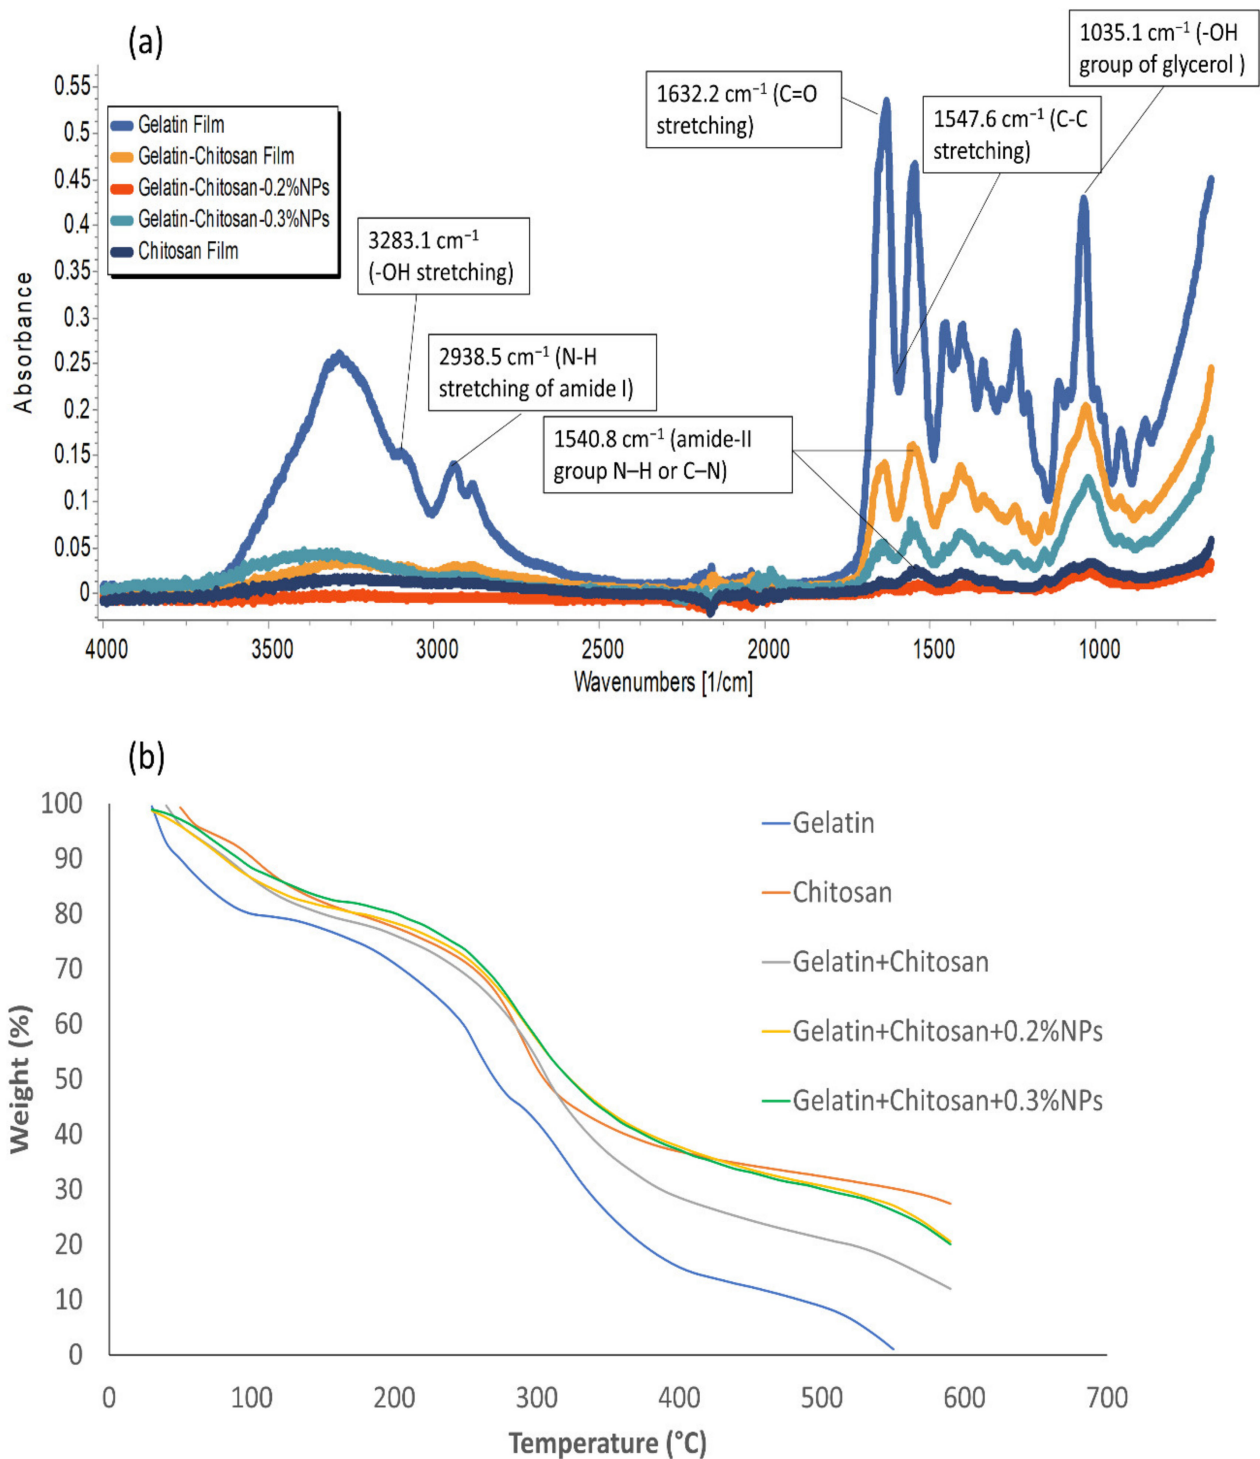 (a)
1035.1 cm⁻¹ (-OH
group of glycerol )
1632.2 cm⁻¹ (C=O
stretching)
1547.6 cm⁻¹ (C-C
stretching)
0.55
0.5
0.45
0.4
0.35
0.3
0.25
0.2
0.15
0.1
0.05
0
Absorbance
Gelatin Film
Gelatin-Chitosan Film
Gelatin-Chitosan-0.2%NPs
Gelatin-Chitosan-0.3%NPs
Chitosan Film
3283.1 cm⁻¹
(-OH stretching)
2938.5 cm⁻¹ (N-H
stretching of amide I)
1540.8 cm⁻¹ (amide-II
group N–H or C–N)
4000 3500 3000 2500 2000 1500 1000
Wavenumbers [1/cm]
(b)
100
90
80
70
60
50
40
30
20
10
0
Weight (%)
Gelatin
Chitosan
Gelatin+Chitosan
Gelatin+Chitosan+0.2%NPs
Gelatin+Chitosan+0.3%NPs
0 100 200 300 400 500 600 700
Temperature (°C)